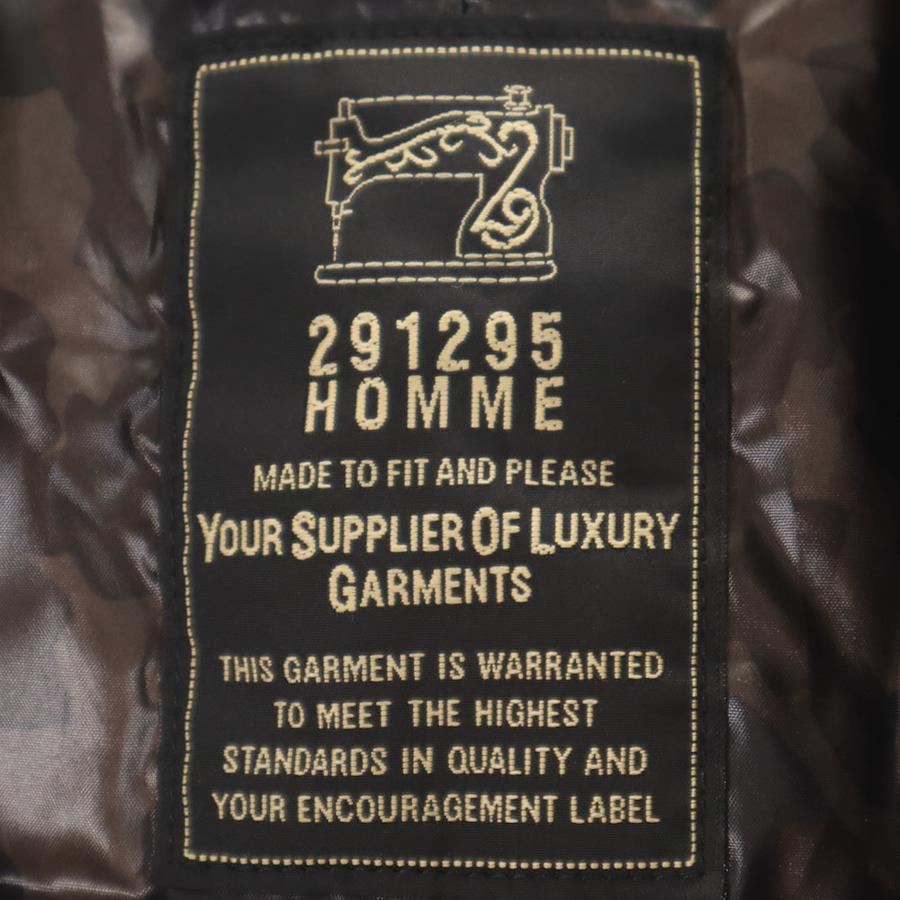 29
291295
HOMME
MADE TO FIT AND PLEASE
YOUR SUPPLIER OF LUXURY
GARMENTS
THIS GARMENT IS WARRANTED
TO MEET THE HIGHEST
STANDARDS IN QUALITY AND
YOUR ENCOURAGEMENT LABEL